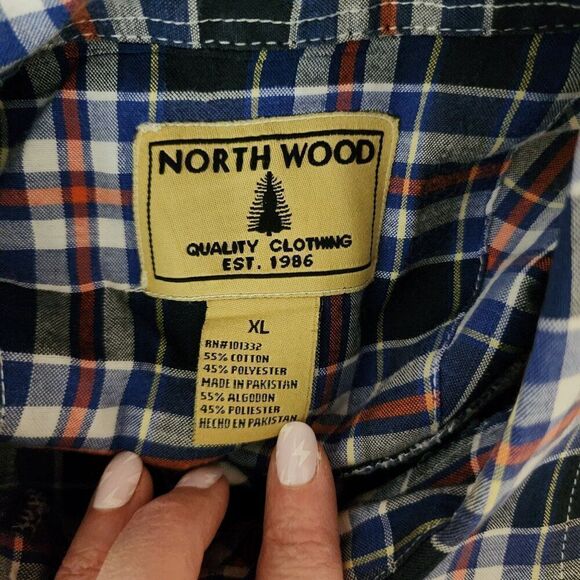 NORTH WOOD
QUALITY CLOTHING
EST. 1986
XL
RN#101332
55% COTTON
45% POLYESTER
MADE IN PAKISTAN
55% ALGODON
45% POLIESTER
HECHO EN PAKISTAN